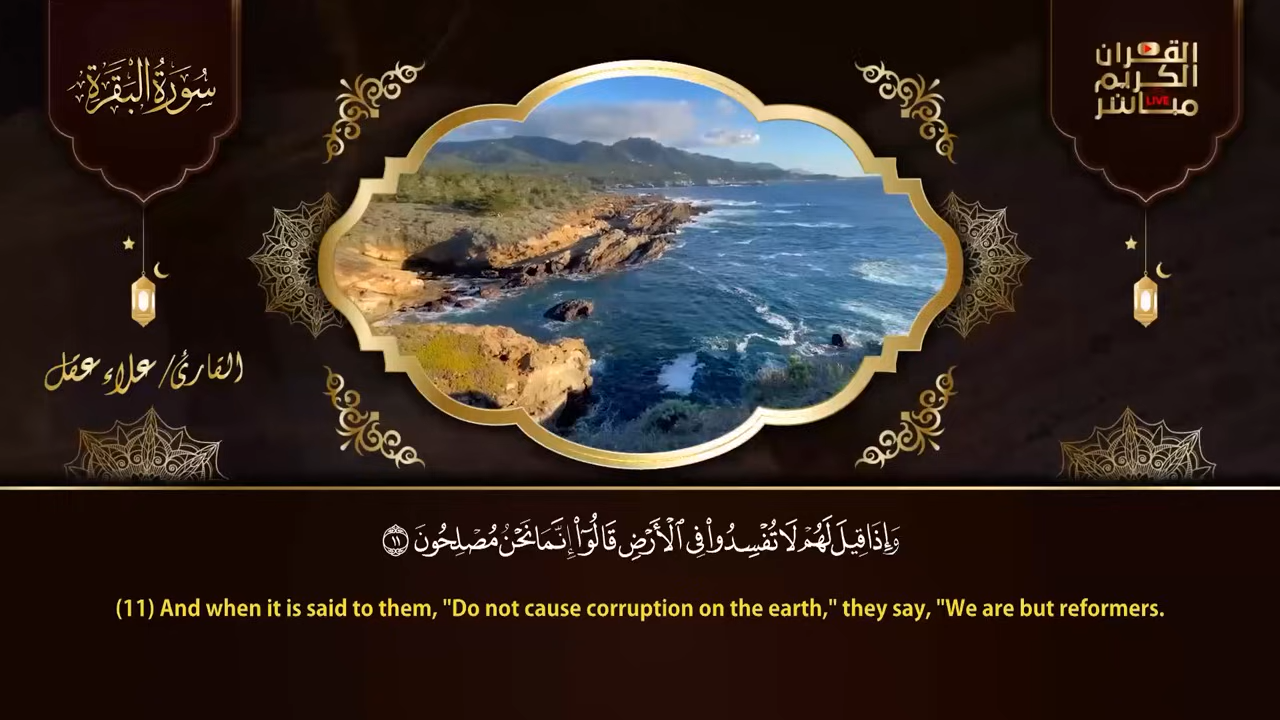 سُورَةُ البَقَرَةِ
القرآن
الكريم
مباشر
LIVE
القارئ/ علاء عقل
وَإِذَا قِيلَ لَهُمْ لَا تُفْسِدُوا۟ فِى ٱلْأَرْضِ قَالُوٓا۟ إِنَّمَا نَحْنُ مُصْلِحُونَ ١١
(11) And when it is said to them, "Do not cause corruption on the earth," they say, "We are but reformers.